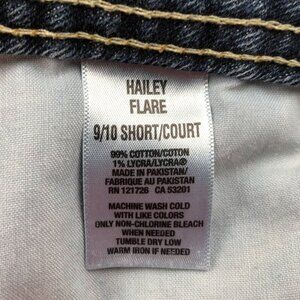 HAILEY
FLARE
9/10 SHORT/COURT
99% COTTON/COTON
1% LYCRA/LYCRA®
MADE IN PAKISTAN/
FABRIQUE AU PAKISTAN
RN 121726 CA 53201
MACHINE WASH COLD
WITH LIKE COLORS
ONLY NON-CHLORINE BLEACH
WHEN NEEDED
TUMBLE DRY LOW
WARM IRON IF NEEDED